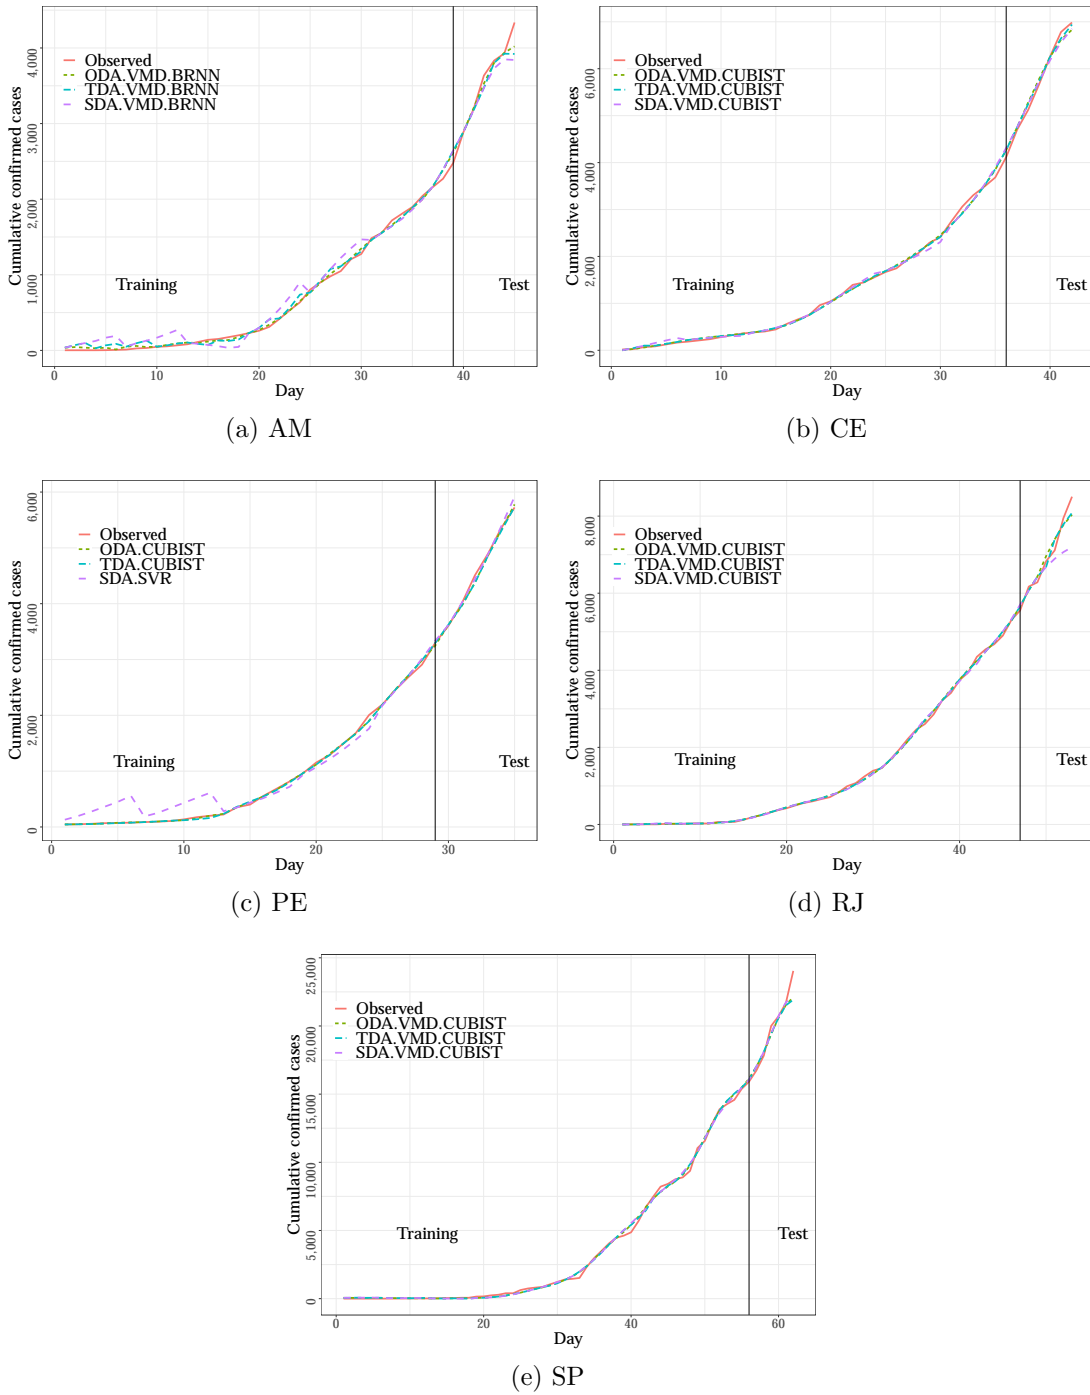 Cumulative confirmed cases
4,000
3,000
2,000
1,000
0
Observed
ODA.VMD.BRNN
TDA.VMD.BRNN
SDA.VMD.BRNN
Training
Test
0 10 20 30 40
Day
(a) AM
Cumulative confirmed cases
6,000
4,000
2,000
0
Observed
ODA.VMD.CUBIST
TDA.VMD.CUBIST
SDA.VMD.CUBIST
Training
Test
0 10 20 30 40
Day
(b) CE
Cumulative confirmed cases
6,000
4,000
2,000
0
Observed
ODA.CUBIST
TDA.CUBIST
SDA.SVR
Training
Test
0 10 20 30
Day
(c) PE
Cumulative confirmed cases
8,000
6,000
4,000
2,000
0
Observed
ODA.VMD.CUBIST
TDA.VMD.CUBIST
SDA.VMD.CUBIST
Training
Test
0 20 40
Day
(d) RJ
Cumulative confirmed cases
25,000
20,000
15,000
10,000
5,000
0
Observed
ODA.VMD.CUBIST
TDA.VMD.CUBIST
SDA.VMD.CUBIST
Training
Test
0 20 40 60
Day
(e) SP